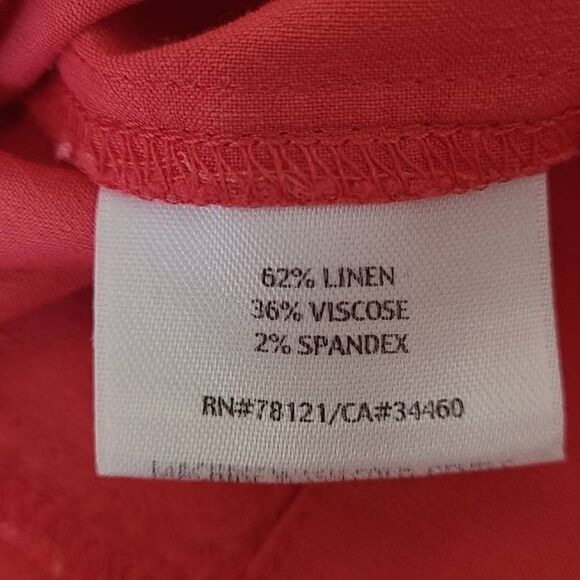 62% LINEN
36% VISCOSE
2% SPANDEX
RN#78121/CA#34460